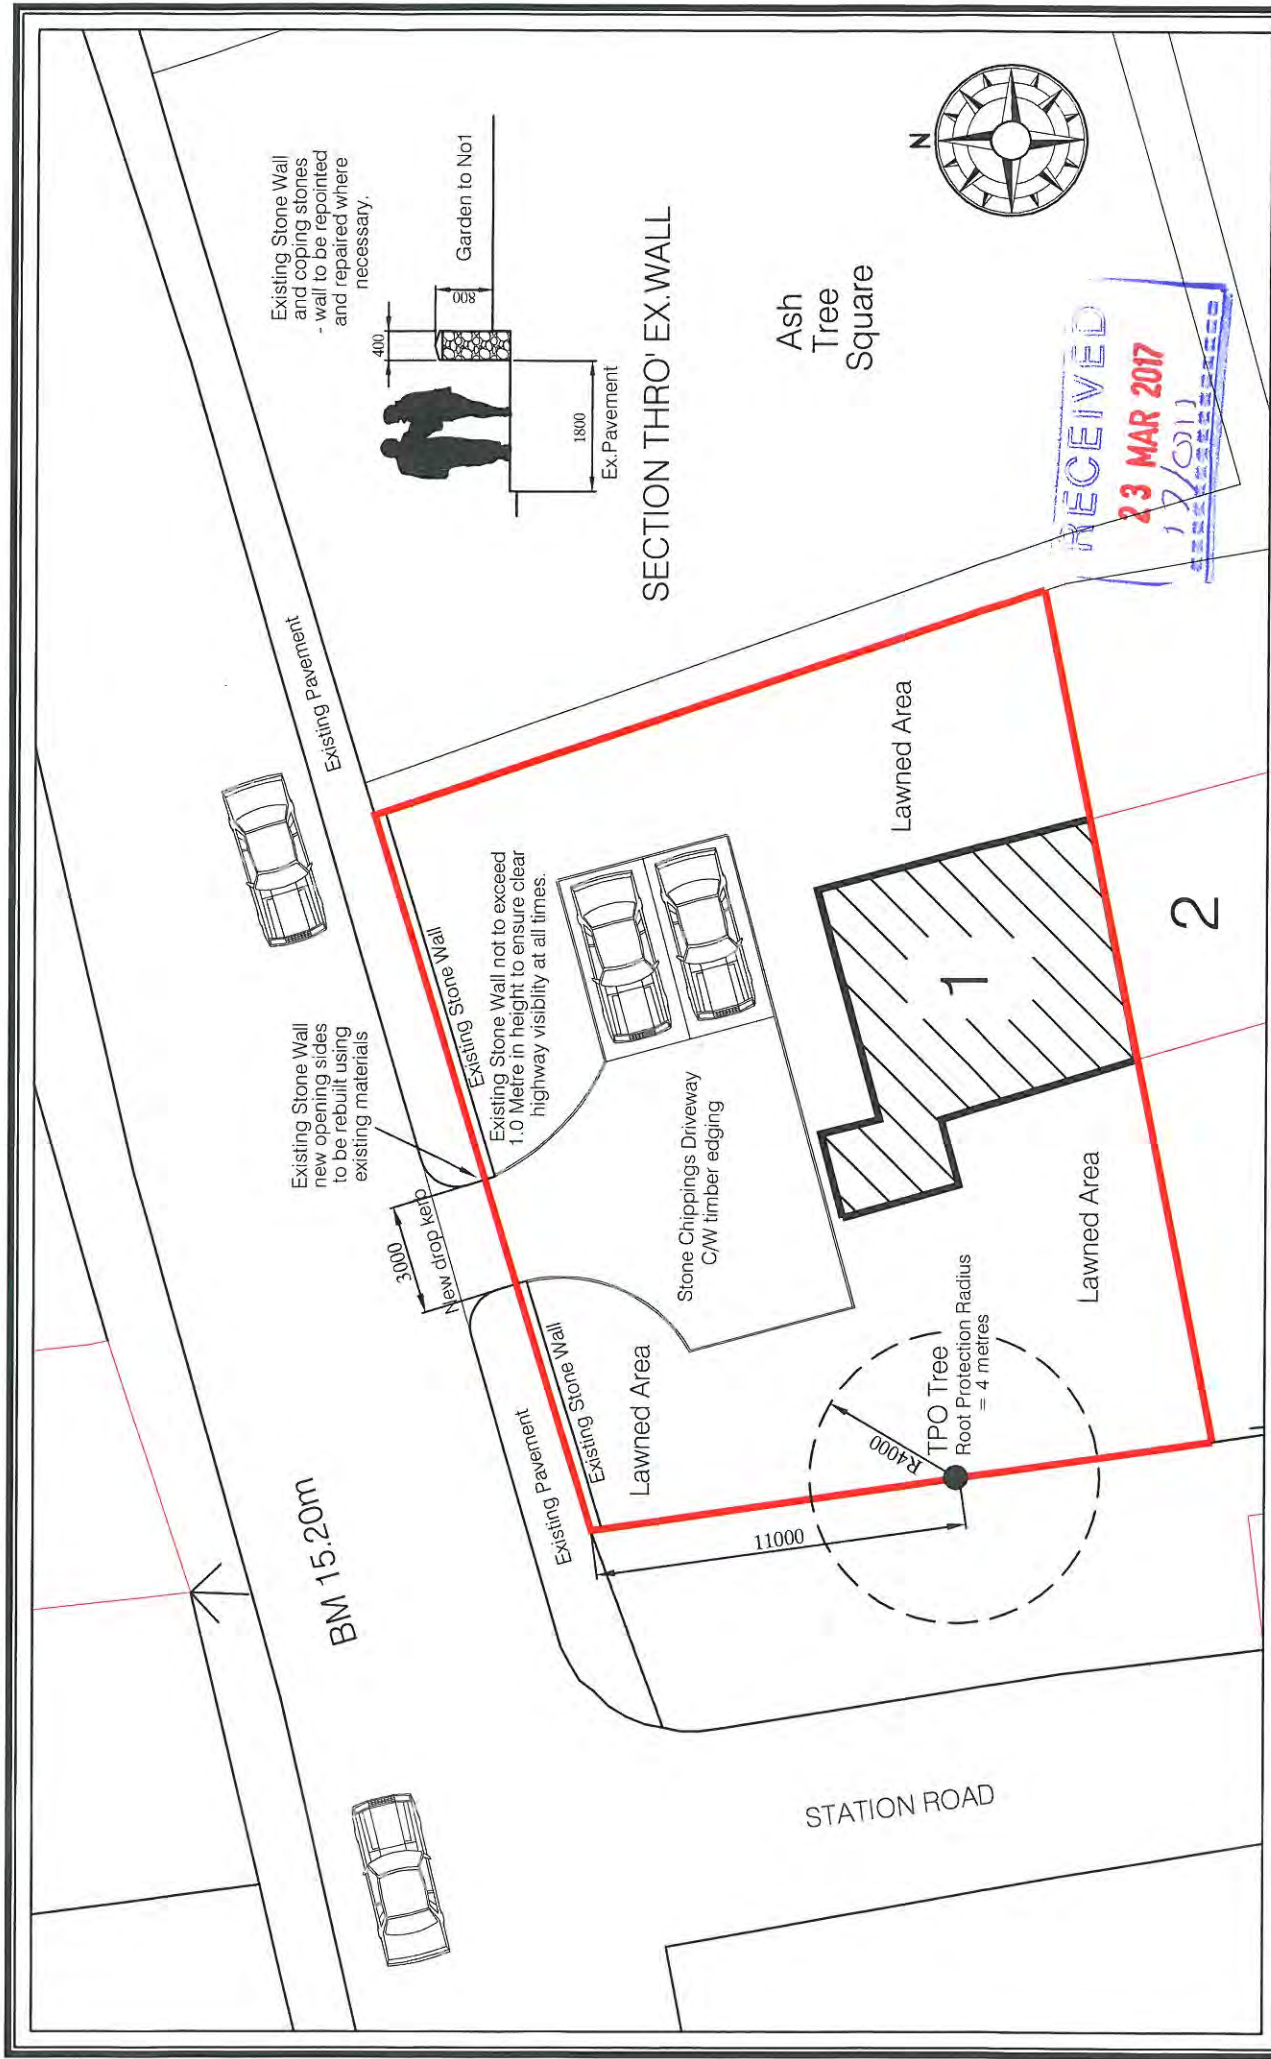 Existing Stone Wall
and coping stones
- wall to be repointed
and repaired where
necessary.
400
800
Garden to No1
1800
Ex.Pavement
SECTION THRO' EX.WALL
N
Ash
Tree
Square
RECEIVED
23 MAR 2017
Existing Pavement
Existing Stone Wall
new opening sides
to be rebuilt using
existing materials
3000
New drop kerb
Existing Stone Wall
Existing Stone Wall not to exceed
1.0 Metre in height to ensure clear
highway visiblity at all times.
Stone Chippings Driveway
C/W timber edging
Lawned Area
1
2
Lawned Area
BM 15.20m
Existing Pavement
Existing Stone Wall
Lawned Area
R4000
TPO Tree
Root Protection Radius
= 4 metres
11000
STATION ROAD